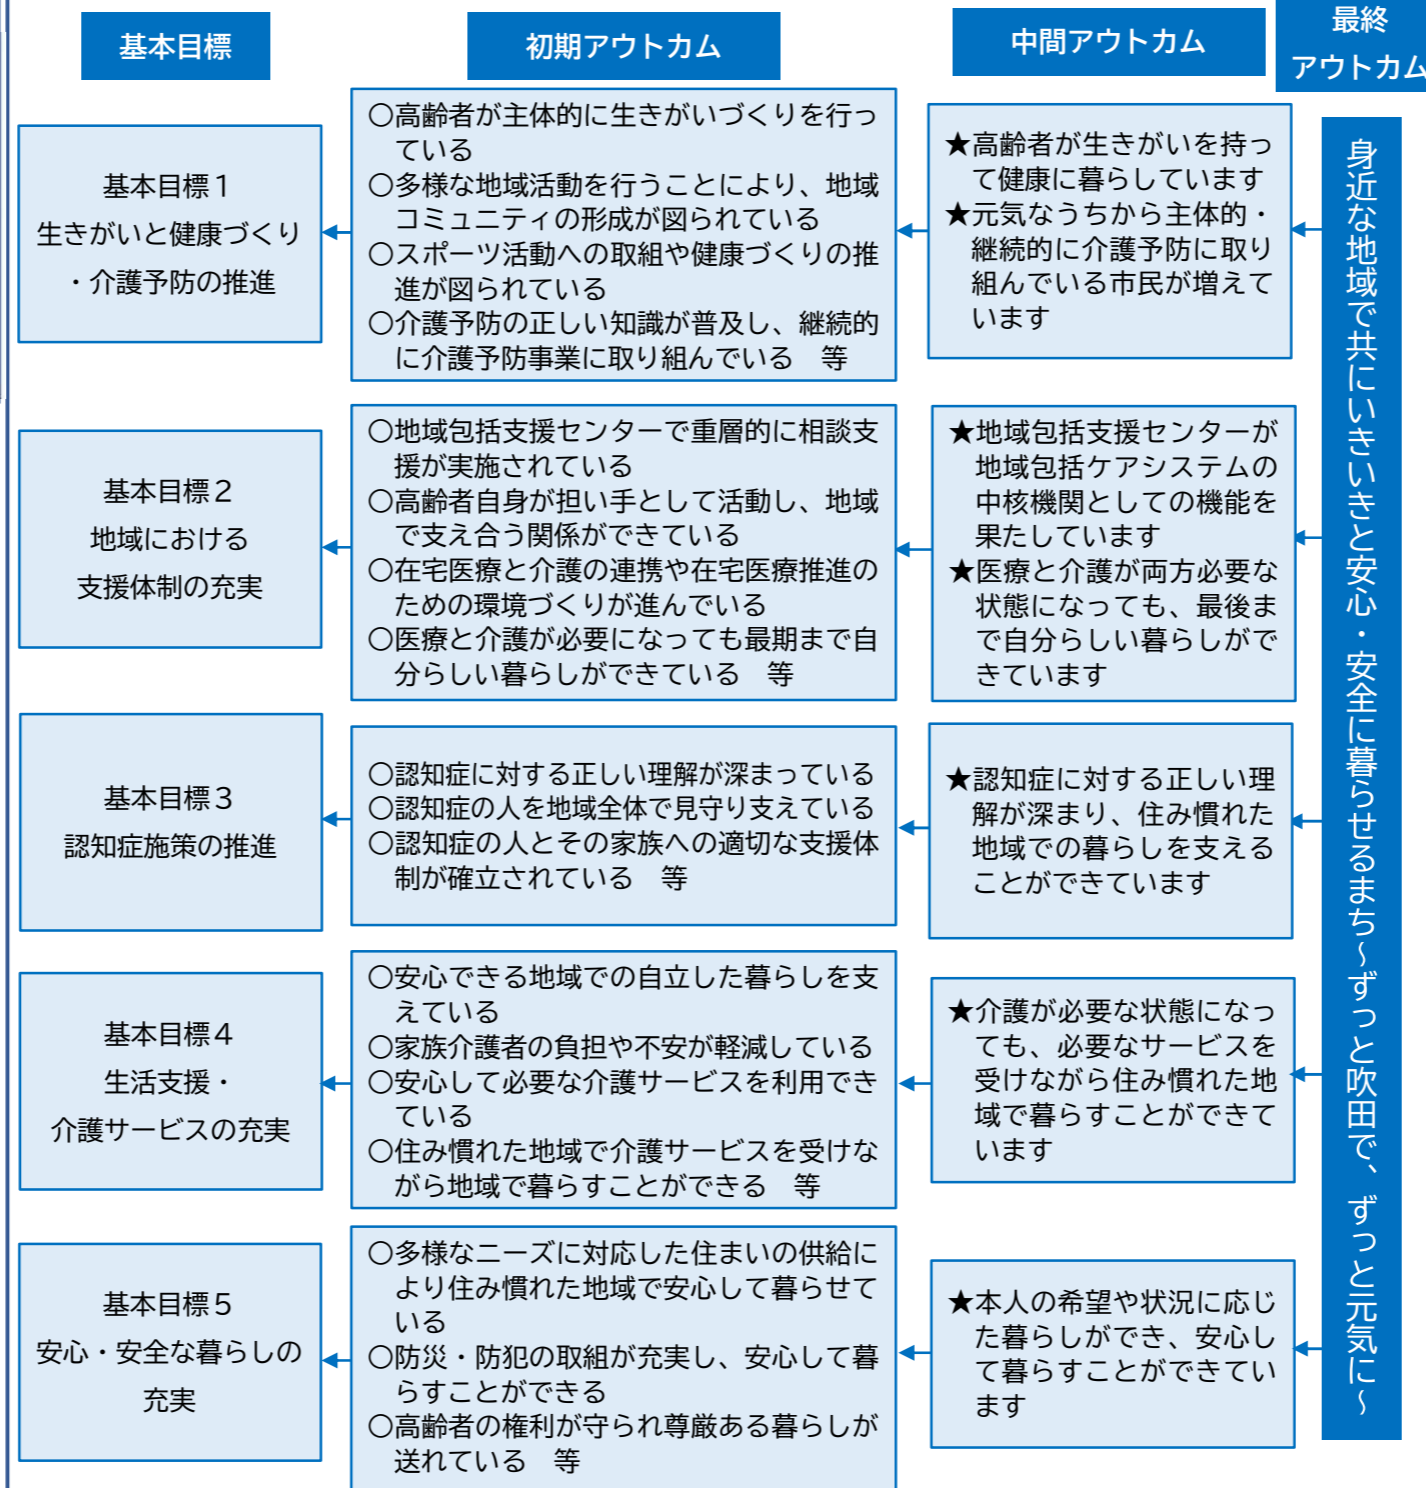 基本目標
初期アウトカム
中間アウトカム
最終
アウトカム
基本目標1
生きがいと健康づくり
・介護予防の推進
〇高齢者が主体的に生きがいづくりを行っ
ている
〇多様な地域活動を行うことにより、地域
コミュニティの形成が図られている
〇スポーツ活動への取組や健康づくりの推
進が図られている
〇介護予防の正しい知識が普及し、継続的
に介護予防事業に取り組んでいる　等
★高齢者が生きがいを持っ
て健康に暮らしています
★元気なうちから主体的・
継続的に介護予防に取り
組んでいる市民が増えて
います
基本目標2
地域における
支援体制の充実
〇地域包括支援センターで重層的に相談支
援が実施されている
〇高齢者自身が担い手として活動し、地域
で支え合う関係ができている
〇在宅医療と介護の連携や在宅医療推進の
ための環境づくりが進んでいる
〇医療と介護が必要になっても最期まで自
分らしい暮らしができている　等
★地域包括支援センターが
地域包括ケアシステムの
中核機関としての機能を
果たしています
★医療と介護が両方必要な
状態になっても、最後ま
で自分らしい暮らしがで
きています
基本目標3
認知症施策の推進
〇認知症に対する正しい理解が深まっている
〇認知症の人を地域全体で見守り支えている
〇認知症の人とその家族への適切な支援体
制が確立されている　等
★認知症に対する正しい理
解が深まり、住み慣れた
地域での暮らしを支える
ことができています
基本目標4
生活支援・
介護サービスの充実
〇安心できる地域での自立した暮らしを支
えている
〇家族介護者の負担や不安が軽減している
〇安心して必要な介護サービスを利用でき
ている
〇住み慣れた地域で介護サービスを受けな
がら地域で暮らすことができる　等
★介護が必要な状態になっ
ても、必要なサービスを
受けながら住み慣れた地
域で暮らすことができて
います
基本目標5
安心・安全な暮らしの
充実
〇多様なニーズに対応した住まいの供給に
より住み慣れた地域で安心して暮らせて
いる
〇防災・防犯の取組が充実し、安心して暮
らすことができる
〇高齢者の権利が守られ尊厳ある暮らしが
送れている　等
★本人の希望や状況に応じ
た暮らしができ、安心し
て暮らすことができてい
ます
身近な地域で共にいきいきと安心・安全に暮らせるまち～ずっと吹田で、ずっと元気に～